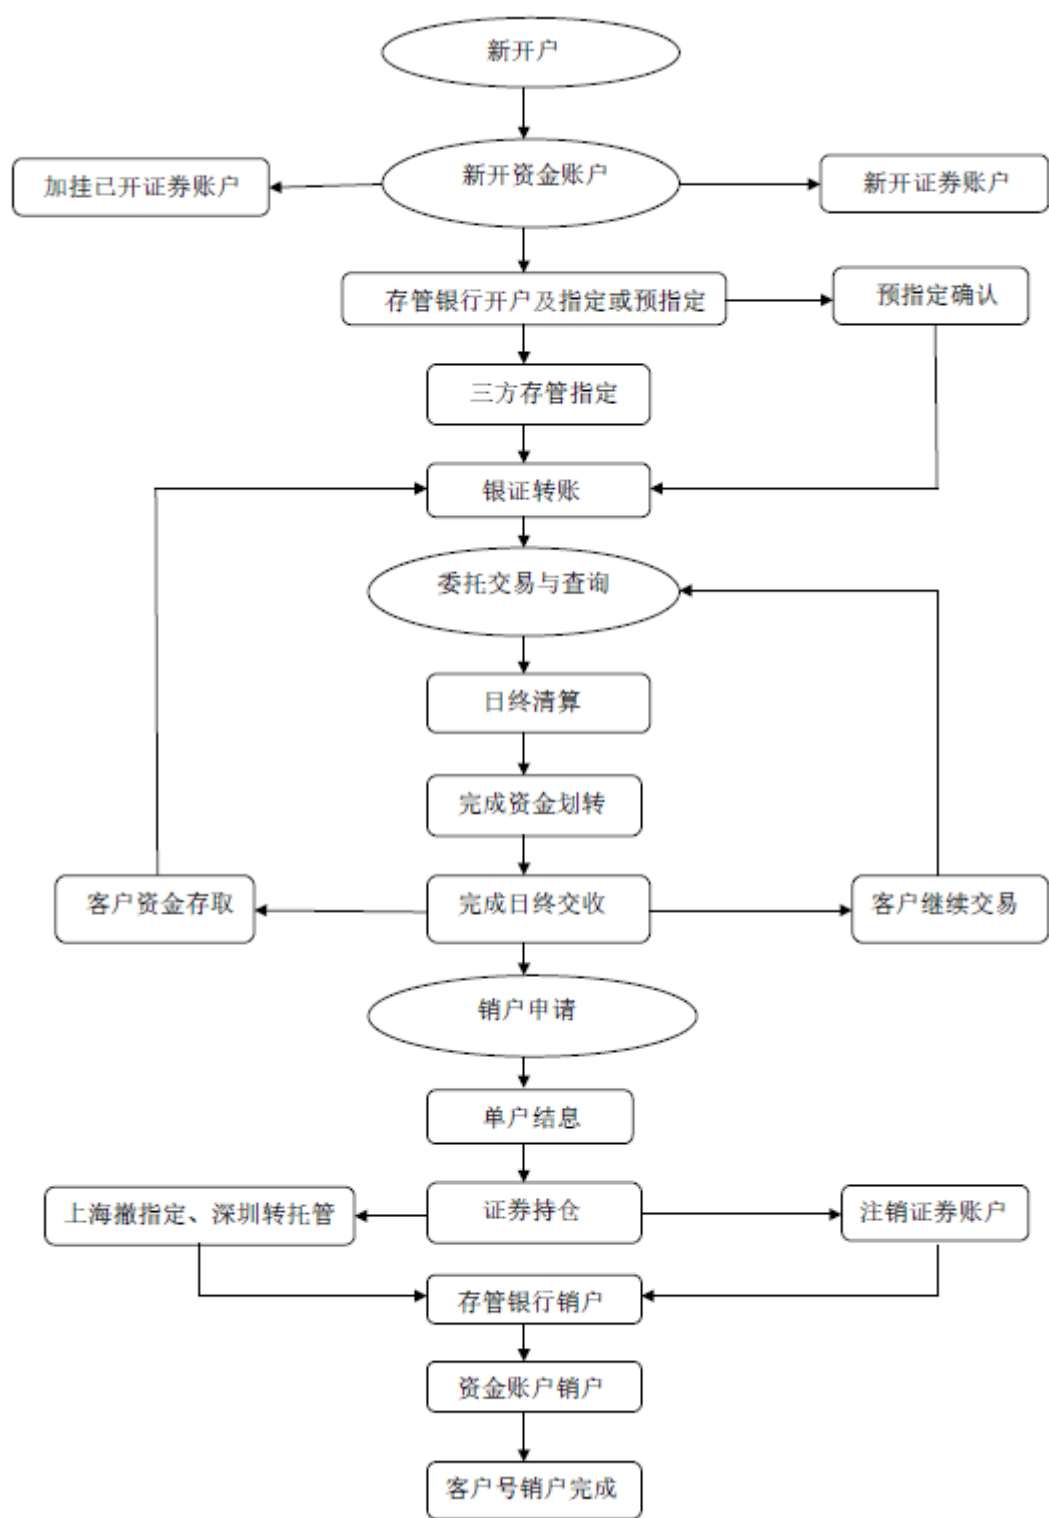 新开户
加挂已开证券账户
新开资金账户
新开证券账户
存管银行开户及指定或预指定
预指定确认
三方存管指定
银证转账
委托交易与查询
日终清算
完成资金划转
客户资金存取
完成日终交收
客户继续交易
销户申请
单户结息
上海撤指定、深圳转托管
证券持仓
注销证券账户
存管银行销户
资金账户销户
客户号销户完成